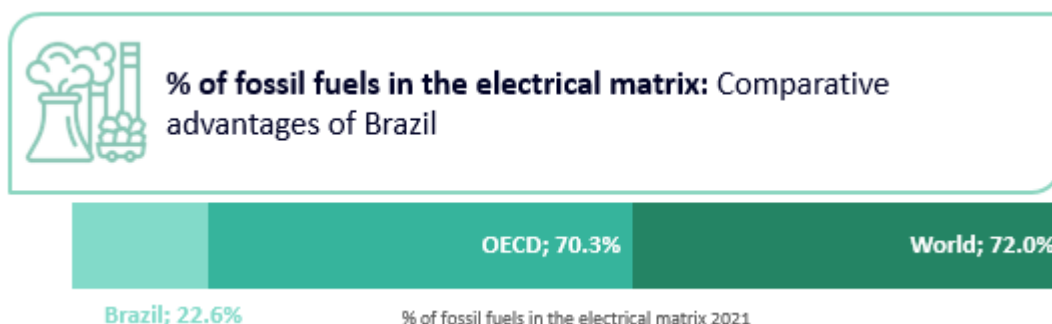 % of fossil fuels in the electrical matrix: Comparative
advantages of Brazil
OECD; 70.3%
World; 72.0%
Brazil; 22.6%
% of fossil fuels in the electrical matrix 2021